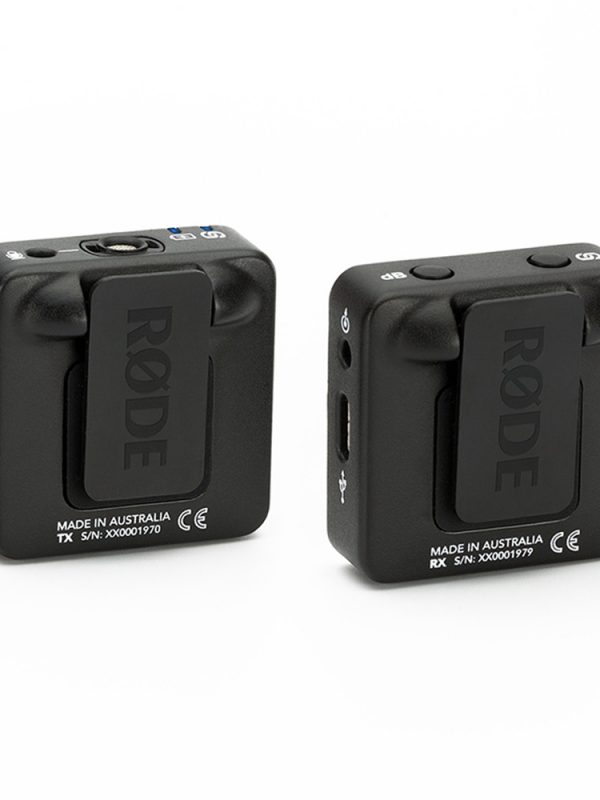 RØDE
MADE IN AUSTRALIA CE
TX S/N: XX0001970
dB
RØDE
MADE IN AUSTRALIA CE
RX S/N: XX0001979